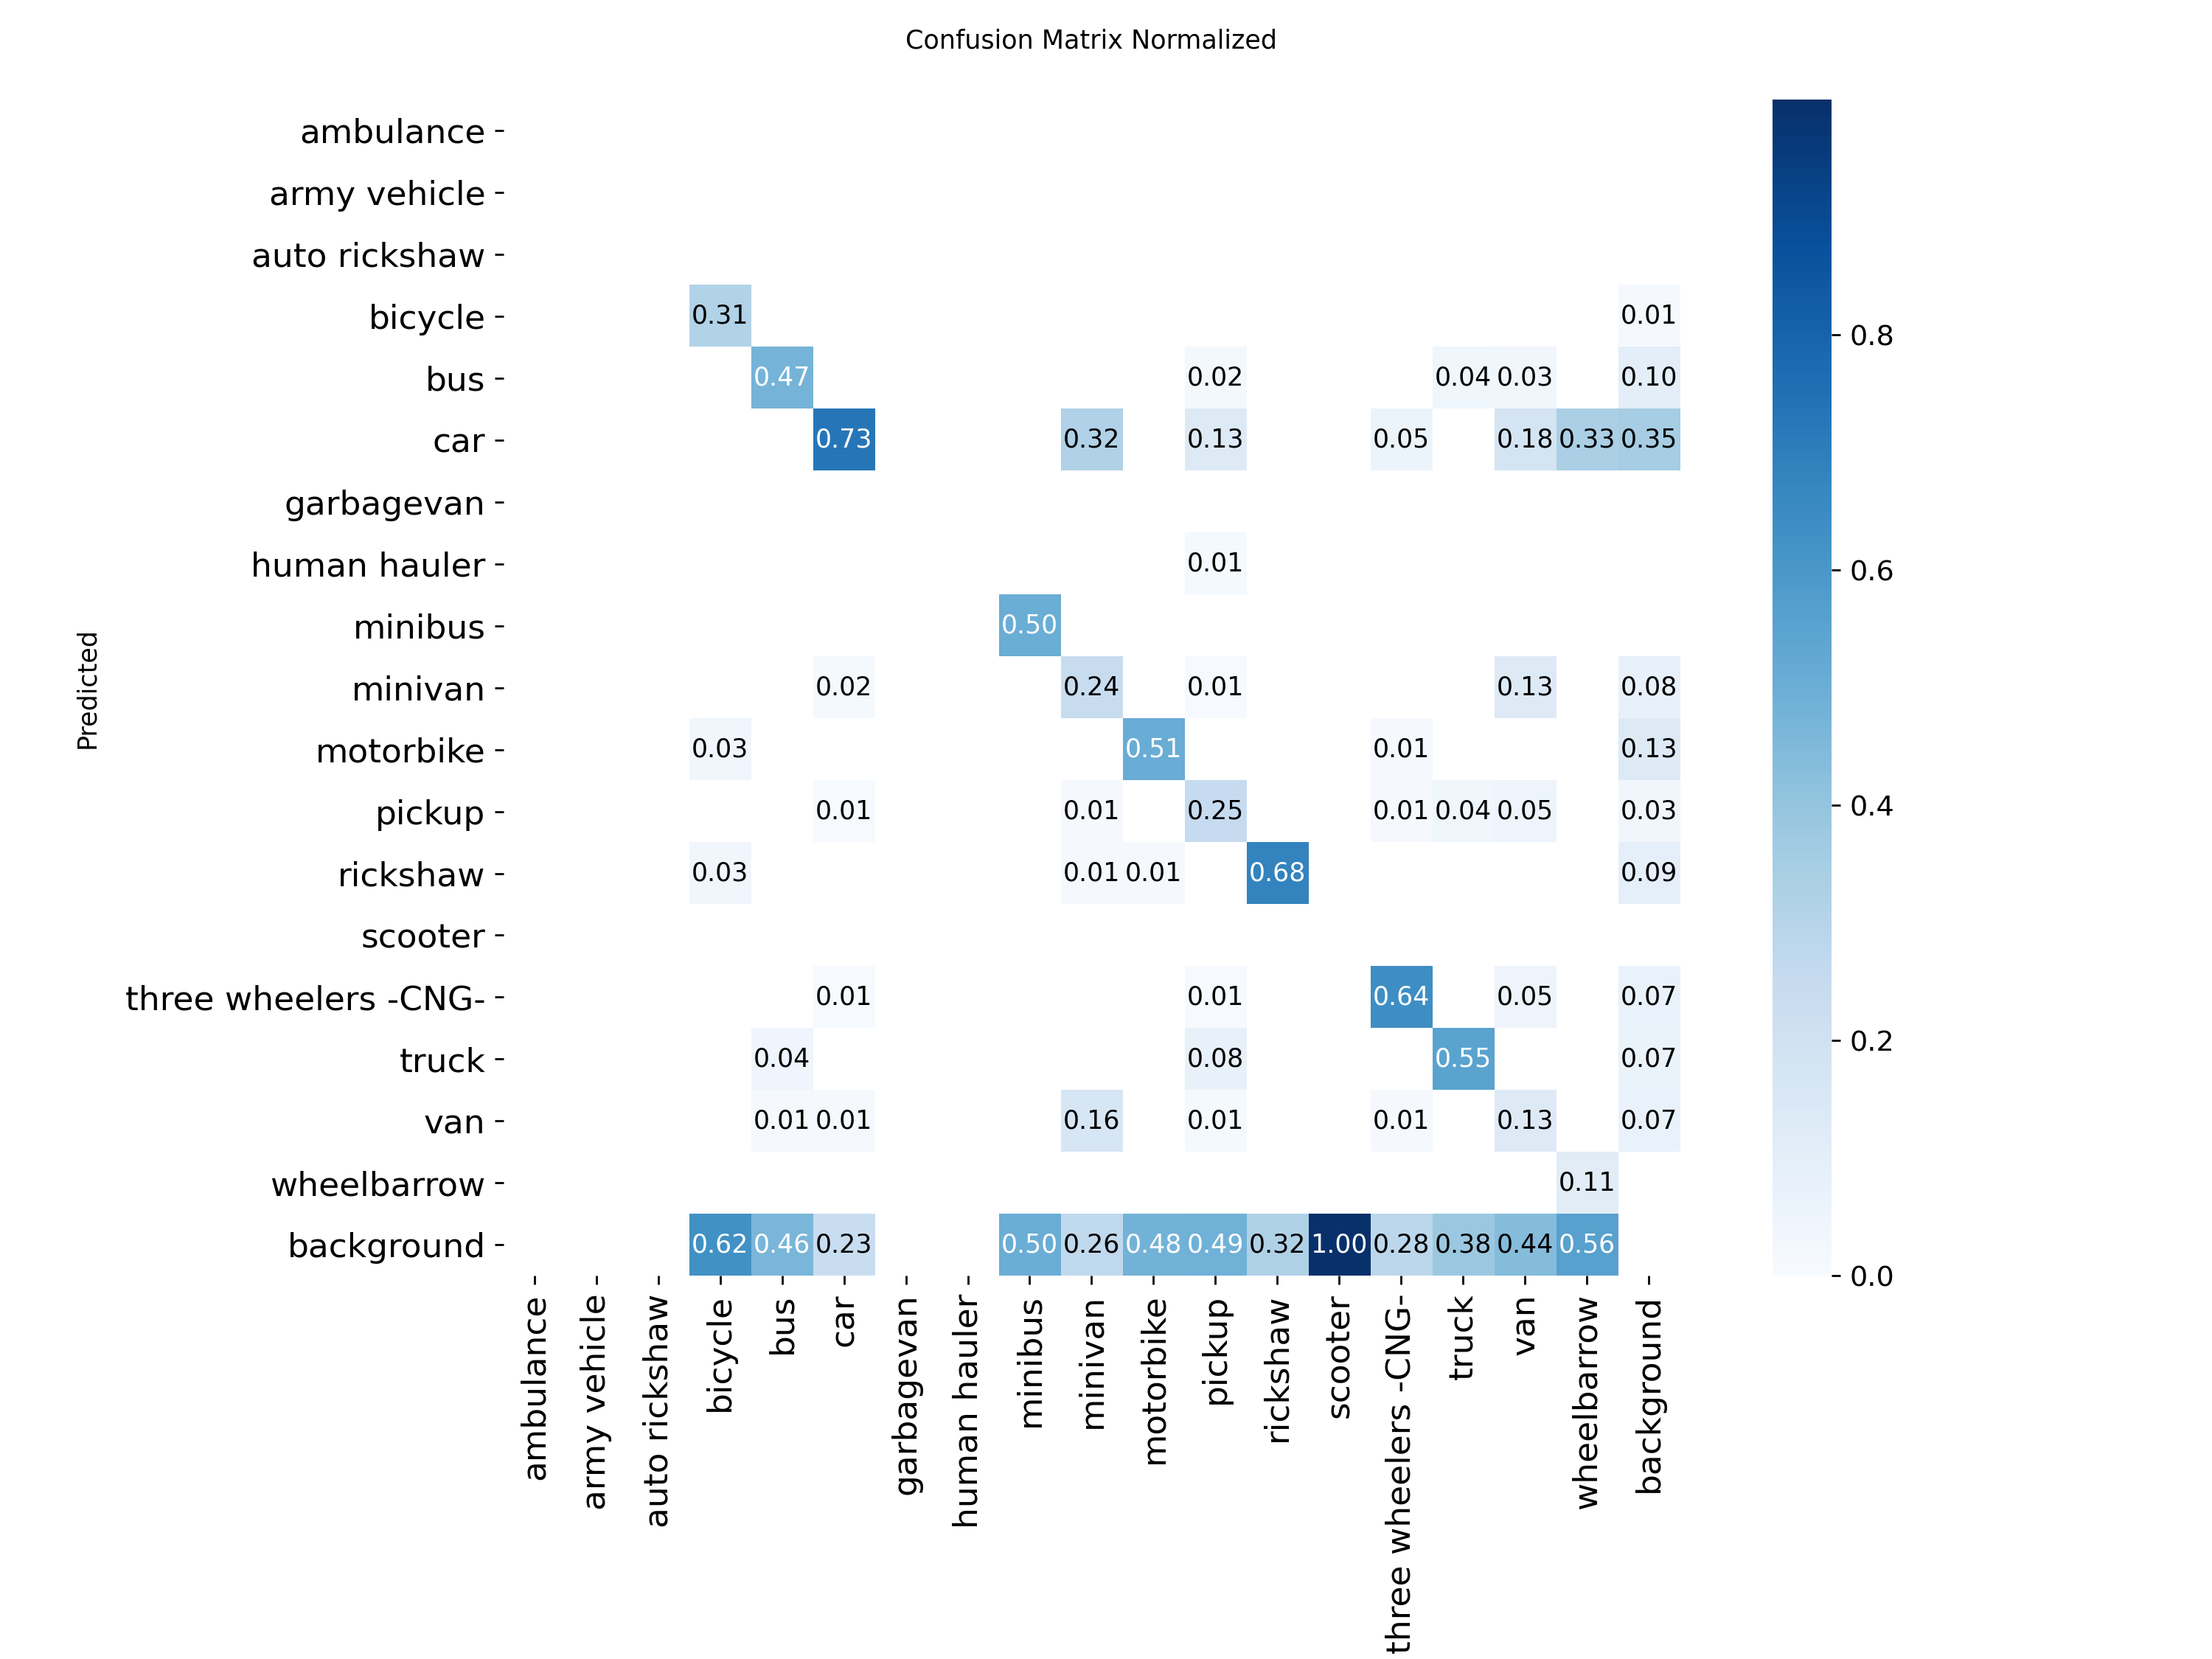 Confusion Matrix Normalized
ambulance
army vehicle
auto rickshaw
bicycle 0.31 0.01
bus 0.47 0.02 0.04 0.03 0.10
car 0.73 0.32 0.13 0.05 0.18 0.33 0.35
garbagevan
human hauler 0.01
minibus 0.50
minivan 0.02 0.24 0.01 0.13 0.08
motorbike 0.03 0.51 0.01 0.13
pickup 0.01 0.01 0.25 0.01 0.04 0.05 0.03
rickshaw 0.03 0.01 0.01 0.68 0.09
scooter
three wheelers -CNG- 0.01 0.01 0.64 0.05 0.07
truck 0.04 0.08 0.55 0.07
van 0.01 0.01 0.16 0.01 0.01 0.13 0.07
wheelbarrow 0.11
background 0.62 0.46 0.23 0.50 0.26 0.48 0.49 0.32 1.00 0.28 0.38 0.44 0.56
Predicted
ambulance
army vehicle
auto rickshaw
bicycle
bus
car
garbagevan
human hauler
minibus
minivan
motorbike
pickup
rickshaw
scooter
three wheelers -CNG-
truck
van
wheelbarrow
background
0.8
0.6
0.4
0.2
0.0